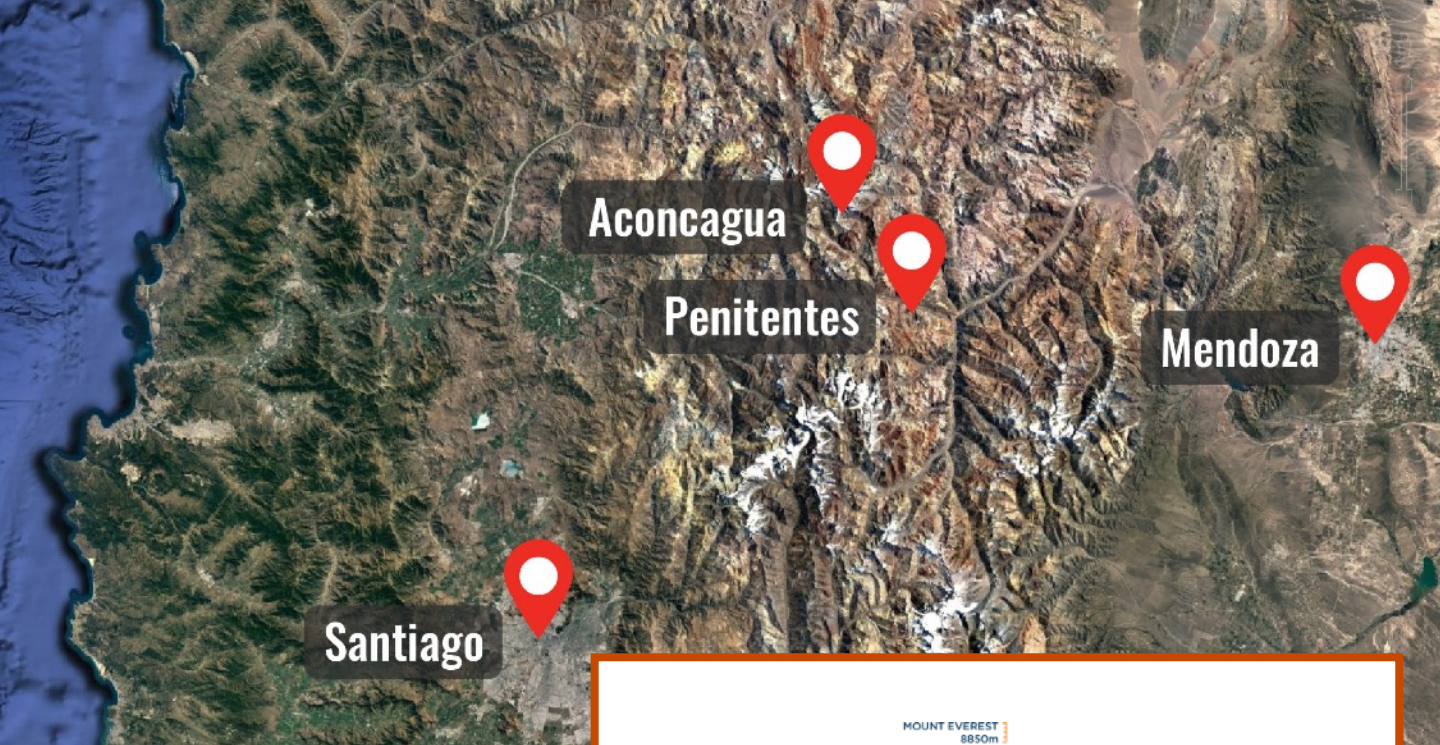 Aconcagua
Penitentes
Mendoza
Santiago
MOUNT EVEREST
8850m